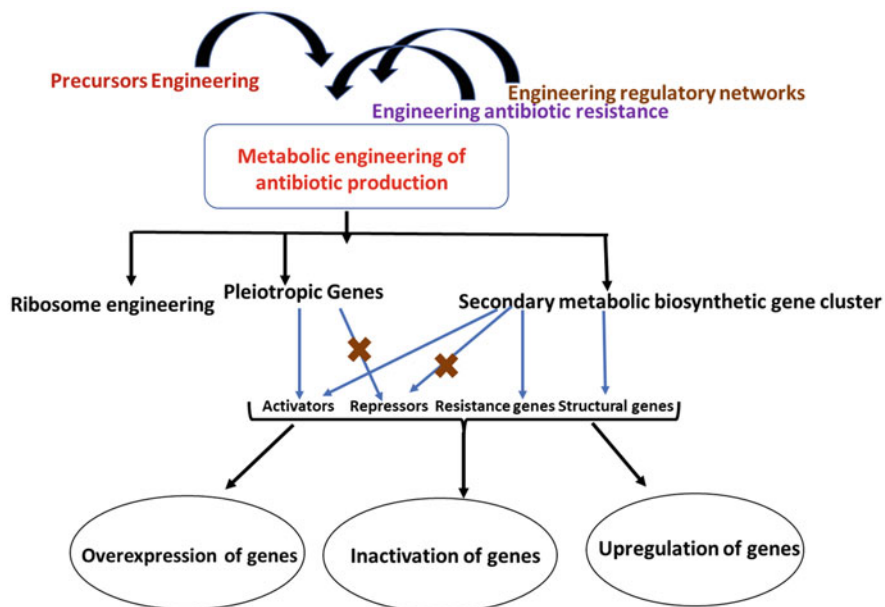 Precursors Engineering
Engineering regulatory networks
Engineering antibiotic resistance
Metabolic engineering of
antibiotic production
Ribosome engineering
Pleiotropic Genes
Secondary metabolic biosynthetic gene cluster
Activators
Repressors
Resistance genes
Structural genes
Overexpression of genes
Inactivation of genes
Upregulation of genes